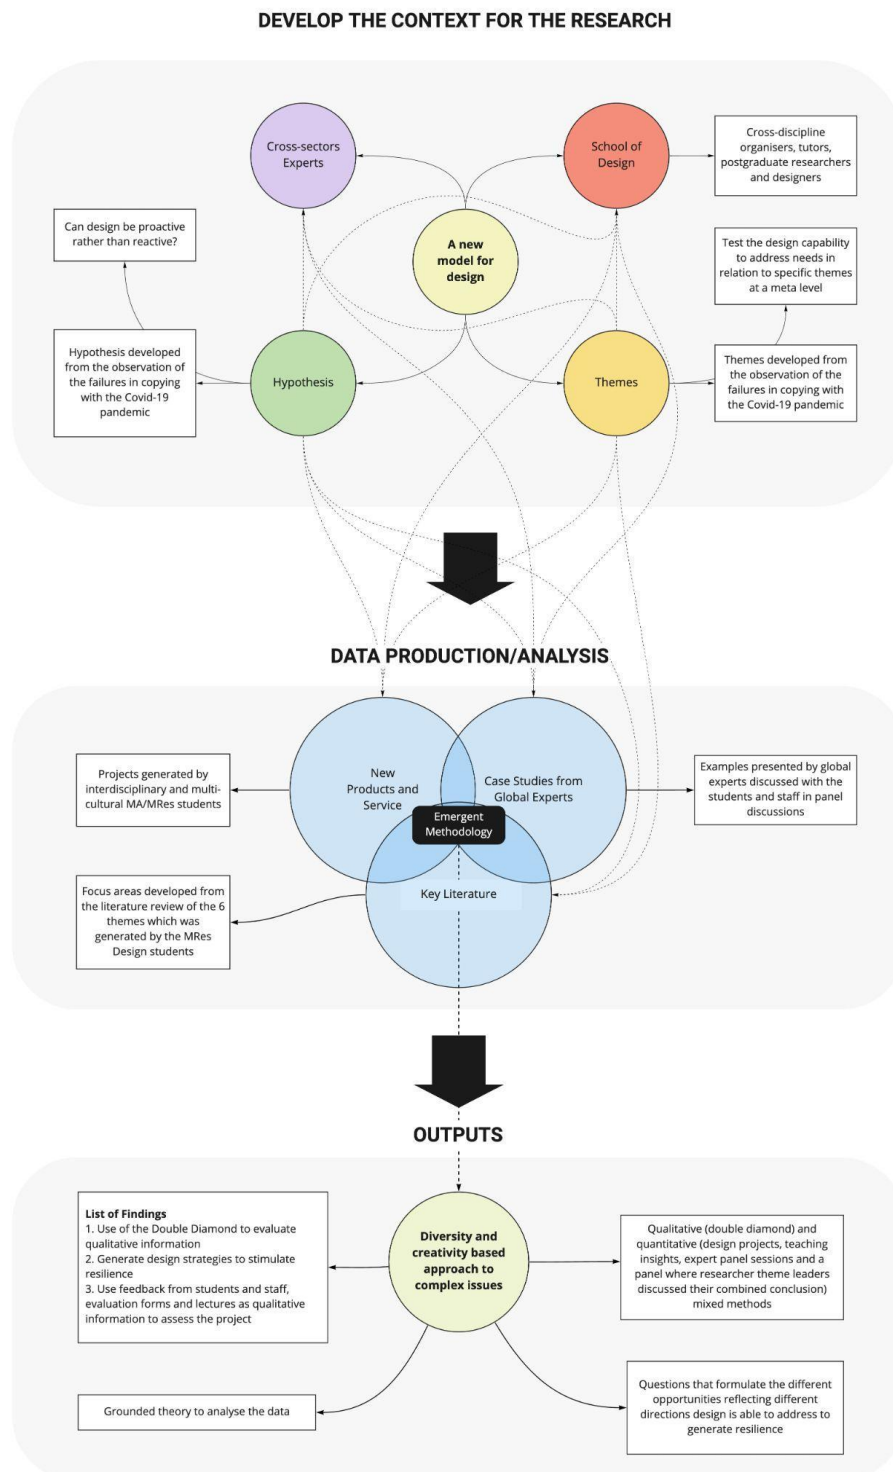 DEVELOP THE CONTEXT FOR THE RESEARCH
Cross-sectors
Experts
School of
Design
Cross-discipline
organisers, tutors,
postgraduate researchers
and designers
Can design be proactive
rather than reactive?
A new
model for
design
Test the design capability
to address needs in
relation to specific themes
at a meta level
Hypothesis developed
from the observation of
the failures in copying
with the Covid-19
pandemic
Hypothesis
Themes
Themes developed from
the observation of the
failures in copying with
the Covid-19 pandemic
DATA PRODUCTION/ANALYSIS
Projects generated by
interdisciplinary and multi-
cultural MA/MRes students
New
Products and
Service
Case Studies from
Global Experts
Examples presented by global
experts discussed with the
students and staff in panel
discussions
Emergent
Methodology
Focus areas developed from
the literature review of the 6
themes which was
generated by the MRes
Design students
Key Literature
OUTPUTS
List of Findings
1. Use of the Double Diamond to evaluate
qualitative information
2. Generate design strategies to stimulate
resilience
3. Use feedback from students and staff,
evaluation forms and lectures as qualitative
information to assess the project
Diversity and
creativity based
approach to
complex issues
Qualitative (double diamond) and
quantitative (design projects, teaching
insights, expert panel sessions and a
panel where researcher theme leaders
discussed their combined conclusion)
mixed methods
Grounded theory to analyse the data
Questions that formulate the different
opportunities reflecting different
directions design is able to address to
generate resilience